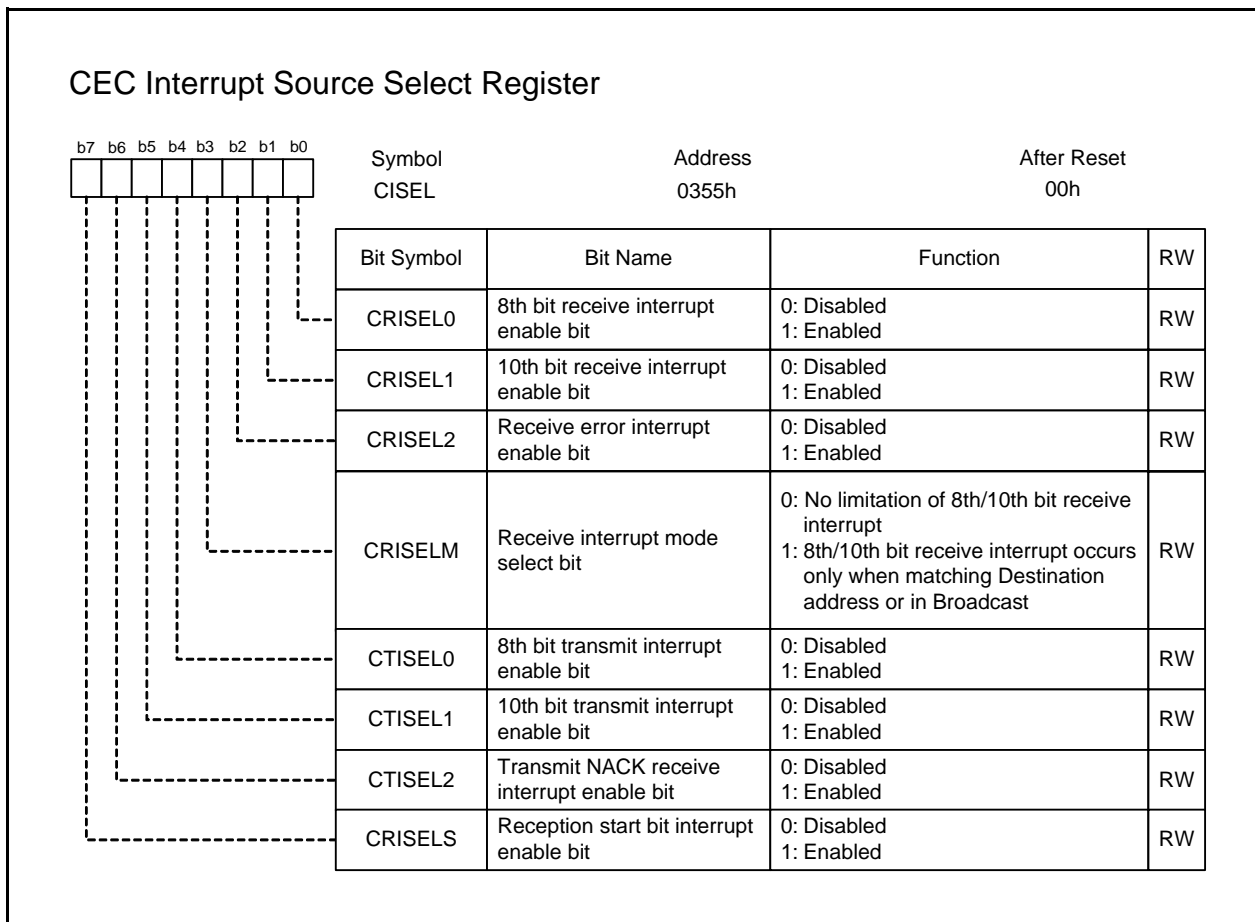 CEC Interrupt Source Select Register
b7 b6 b5 b4 b3 b2 b1 b0
Symbol Address After Reset
CISEL 0355h 00h
Bit Symbol Bit Name Function RW
CRISEL0 8th bit receive interrupt enable bit 0: Disabled 1: Enabled RW
CRISEL1 10th bit receive interrupt enable bit 0: Disabled 1: Enabled RW
CRISEL2 Receive error interrupt enable bit 0: Disabled 1: Enabled RW
CRISELM Receive interrupt mode select bit 0: No limitation of 8th/10th bit receive interrupt 1: 8th/10th bit receive interrupt occurs only when matching Destination address or in Broadcast RW
CTISEL0 8th bit transmit interrupt enable bit 0: Disabled 1: Enabled RW
CTISEL1 10th bit transmit interrupt enable bit 0: Disabled 1: Enabled RW
CTISEL2 Transmit NACK receive interrupt enable bit 0: Disabled 1: Enabled RW
CRISELS Reception start bit interrupt enable bit 0: Disabled 1: Enabled RW